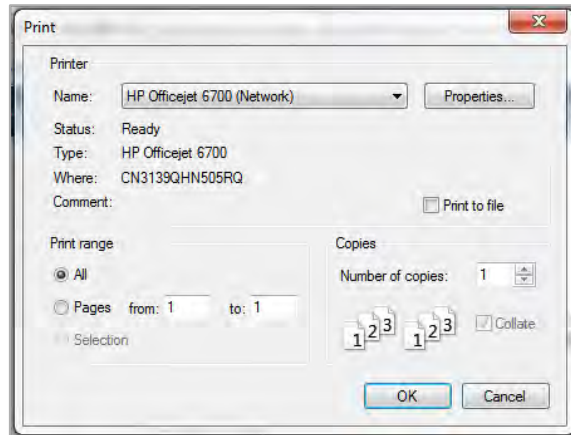 Print
Printer
Name: HP Officejet 6700 (Network) Properties...
Status: Ready
Type: HP Officejet 6700
Where: CN3139QHN505RQ
Comment:
Print to file
Print range
All
Pages from: 1 to: 1
Selection
Copies
Number of copies: 1
1 2 3 1 2 3
Collate
OK Cancel